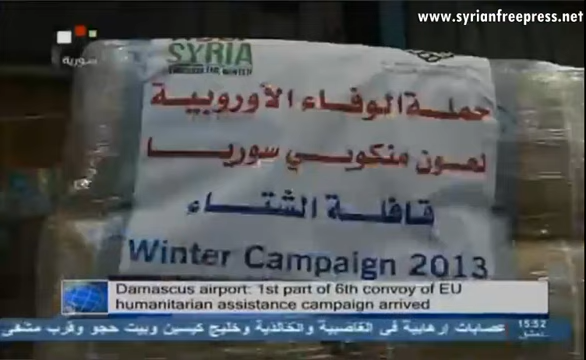 www.syrianfreepress.net
سورية
SYRIA
THROUGH THE WINTER
حملة الوفاء الأوروبية
لعون منكوبي سوريا
قافلة الشتاء
Winter Campaign 2013
Damascus airport: 1st part of 6th convoy of EU
humanitarian assistance campaign arrived
15:52
دمشق
عصابات إرهابية في الغاصبية والخالدية وخليج كيسين وبيت حجو وقرب مشفى